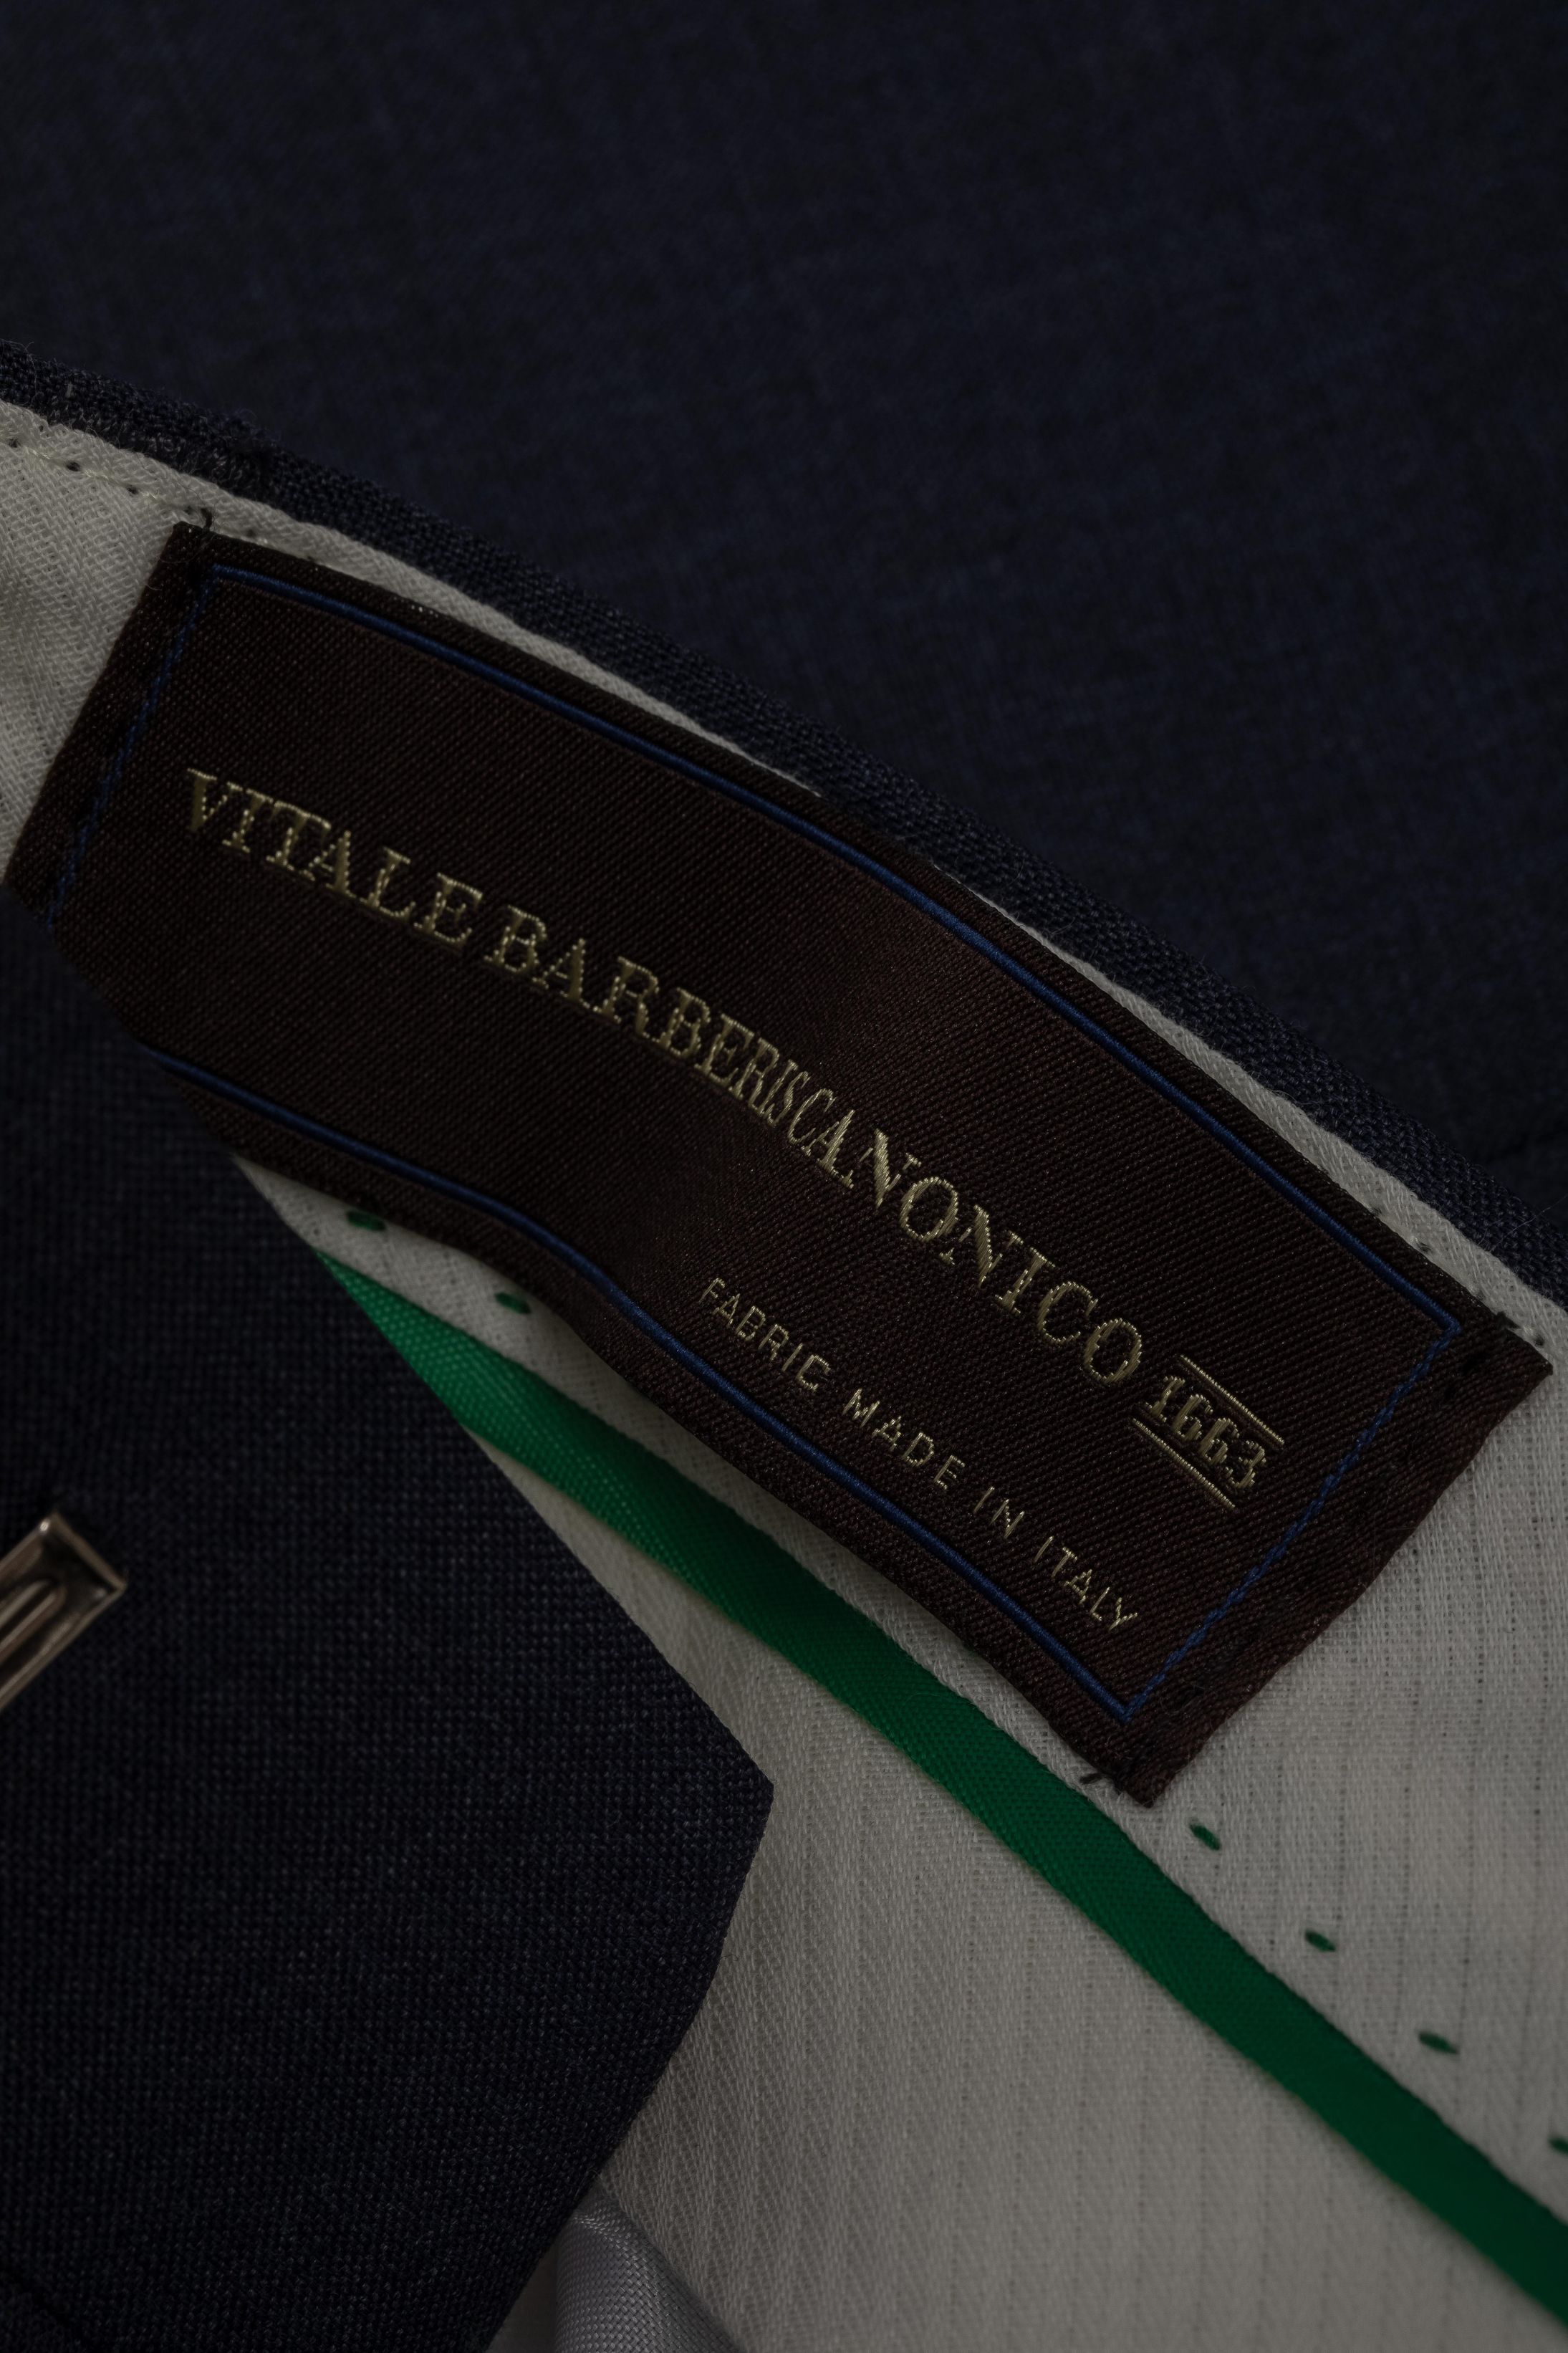 VITALE BARBERIS CANONICO 1663
FABRIC MADE IN ITALY